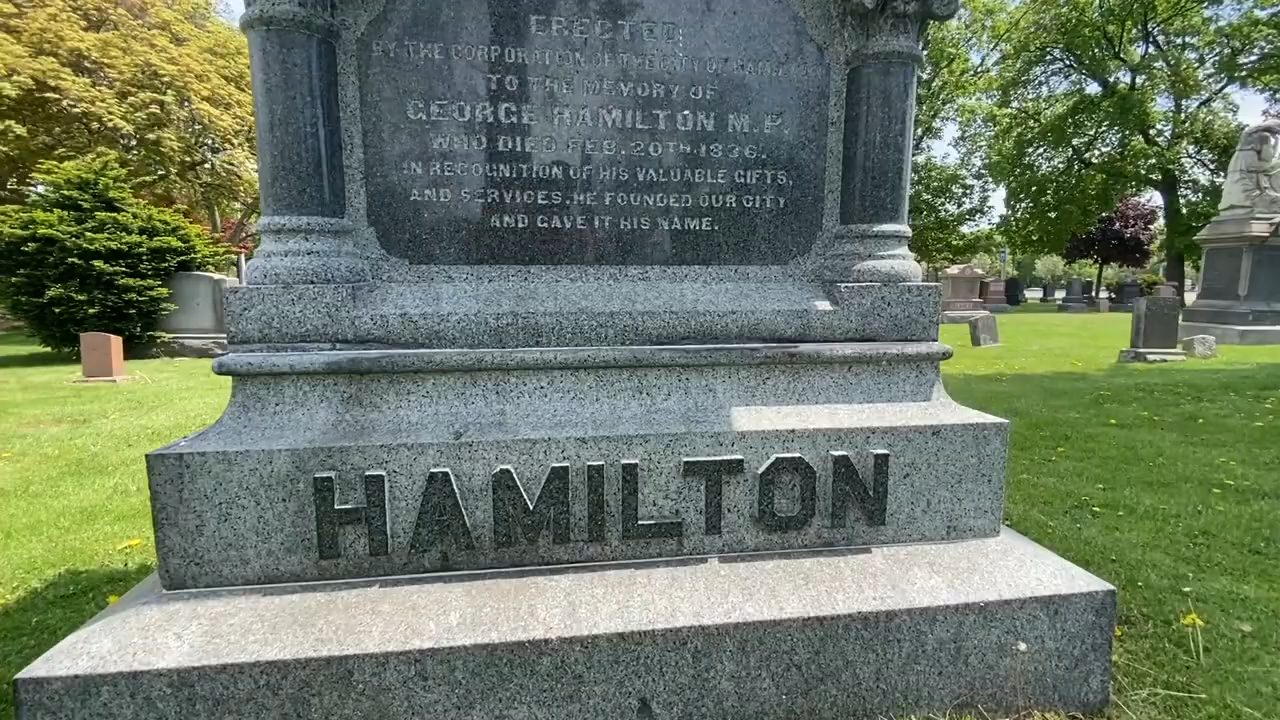 ERECTED
BY THE CORPORATION OF THE CITY OF HAMILTON
TO THE MEMORY OF
GEORGE HAMILTON M.P.
WHO DIED FEB. 20TH. 1836.
IN RECOGNITION OF HIS VALUABLE GIFTS,
AND SERVICES. HE FOUNDED OUR CITY
AND GAVE IT HIS NAME.
HAMILTON